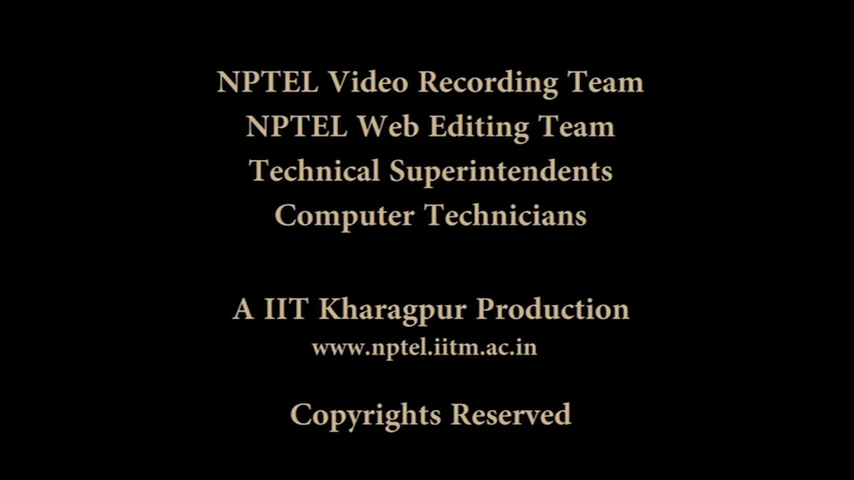 NPTEL Video Recording Team
NPTEL Web Editing Team
Technical Superintendents
Computer Technicians
A IIT Kharagpur Production
www.nptel.iitm.ac.in
Copyrights Reserved